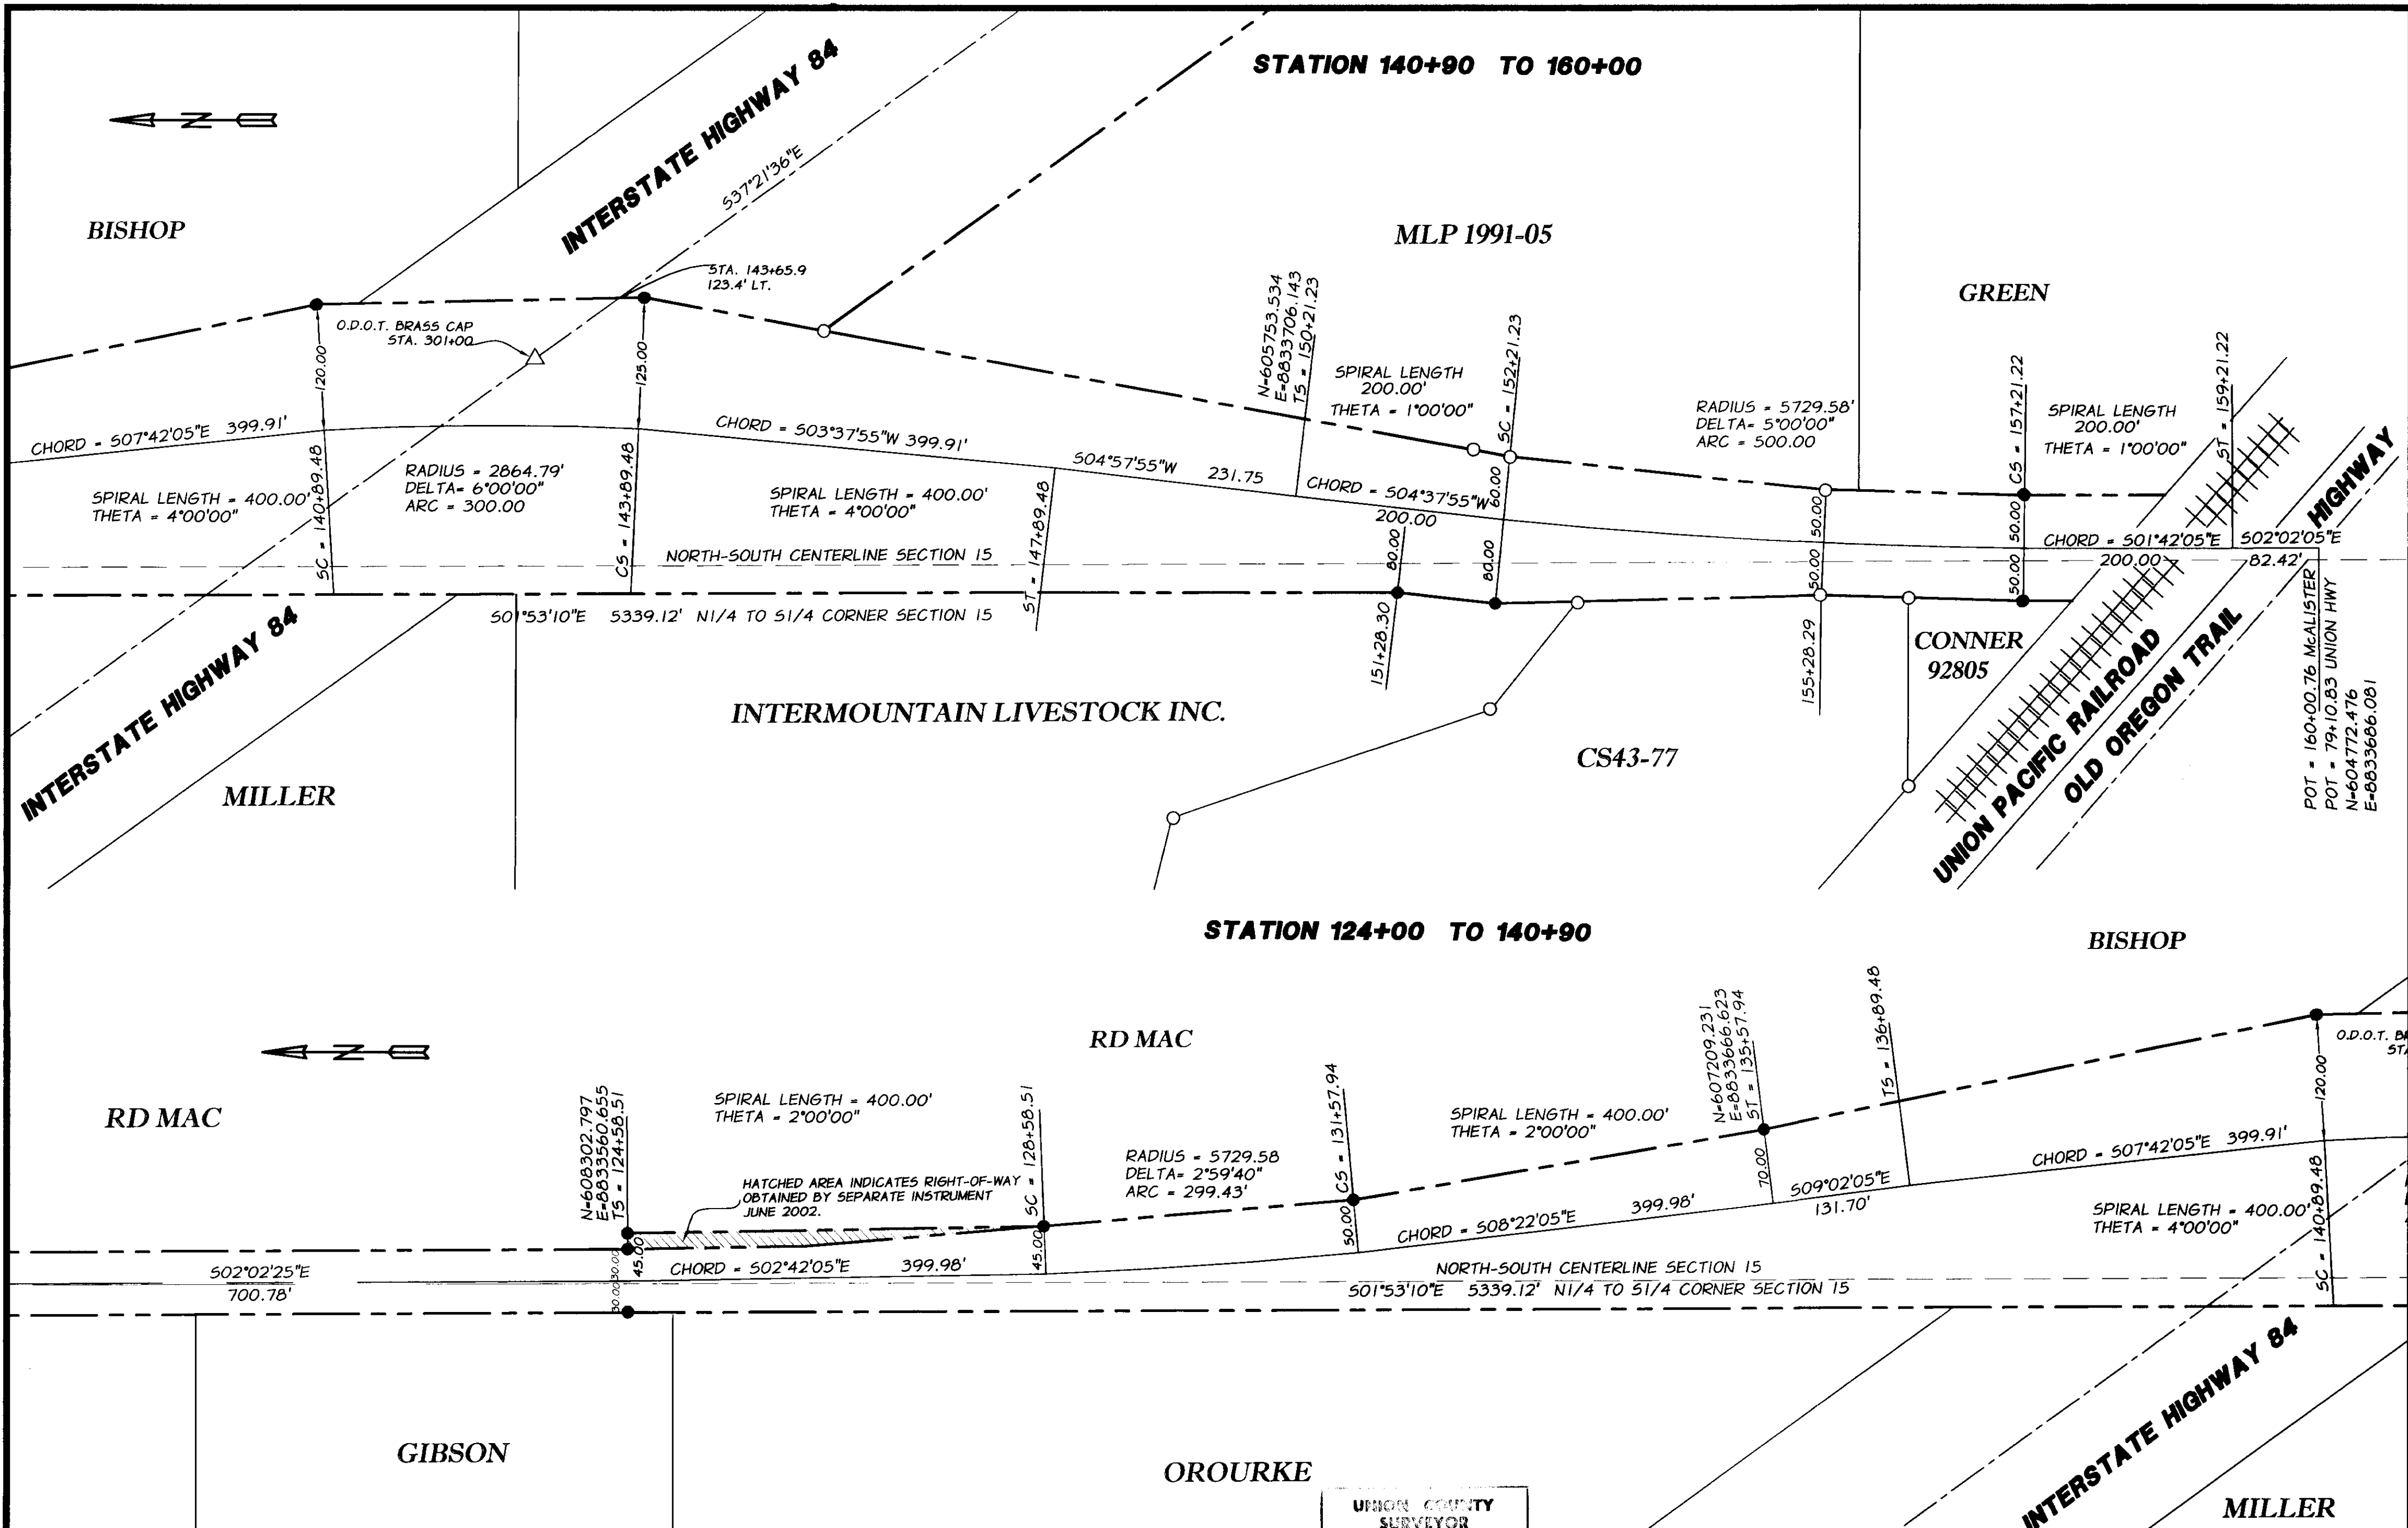 STATION 140+90 TO 160+00
N
BISHOP
INTERSTATE HIGHWAY 84
S37°21'36"E
STA. 143+65.9
123.4' LT.
O.D.O.T. BRASS CAP
STA. 301+00
MLP 1991-05
GREEN
120.00
125.00
CHORD = S07°42'05"E 399.91'
SC = 140+89.48
SPIRAL LENGTH = 400.00'
THETA = 4°00'00"
RADIUS = 2864.79'
DELTA= 6°00'00"
ARC = 300.00
CS = 143+89.48
CHORD = S03°37'55"W 399.91'
SPIRAL LENGTH = 400.00'
THETA = 4°00'00"
ST = 147+89.48
S04°57'55"W 231.75
N=605753.534
E=8833706.143
TS = 150+21.23
SPIRAL LENGTH
200.00'
THETA = 1°00'00"
SC = 152+21.23
CHORD = S04°37'55"W
200.00
60.00
80.00
80.00
151+28.30
RADIUS = 5729.58'
DELTA= 5°00'00"
ARC = 500.00
50.00
50.00
155+28.29
CS = 157+21.22
50.00
50.00
SPIRAL LENGTH
200.00'
THETA = 1°00'00"
ST = 159+21.22
CHORD = S01°42'05"E
200.00
S02°02'05"E
82.42'
NORTH-SOUTH CENTERLINE SECTION 15
S01°53'10"E 5339.12' N1/4 TO S1/4 CORNER SECTION 15
INTERSTATE HIGHWAY 84
MILLER
INTERMOUNTAIN LIVESTOCK INC.
CS43-77
CONNER
92805
UNION PACIFIC RAILROAD
OLD OREGON TRAIL
HIGHWAY
POT = 160+00.76 McALISTER
POT = 79+10.83 UNION HWY
N=604772.476
E=8833686.081
STATION 124+00 TO 140+90
BISHOP
N
RD MAC
RD MAC
N=608302.797
E=8833560.655
TS = 124+58.51
SPIRAL LENGTH = 400.00'
THETA = 2°00'00"
HATCHED AREA INDICATES RIGHT-OF-WAY
OBTAINED BY SEPARATE INSTRUMENT
JUNE 2002.
SC = 128+58.51
45.00
RADIUS = 5729.58
DELTA= 2°59'40"
ARC = 299.43'
CS = 131+57.94
50.00
SPIRAL LENGTH = 400.00'
THETA = 2°00'00"
N=607209.231
E=8833666.623
ST = 135+57.94
70.00
TS = 136+89.48
S09°02'05"E
131.70'
CHORD = S07°42'05"E 399.91'
120.00
O.D.O.T.
SC = 140+89.48
SPIRAL LENGTH = 400.00'
THETA = 4°00'00"
CHORD = S08°22'05"E 399.98'
S02°02'25"E
700.78'
30.00
30.00
45.00
CHORD = S02°42'05"E 399.98'
NORTH-SOUTH CENTERLINE SECTION 15
S01°53'10"E 5339.12' N1/4 TO S1/4 CORNER SECTION 15
GIBSON
OROURKE
INTERSTATE HIGHWAY 84
MILLER
UNION COUNTY
SURVEYOR